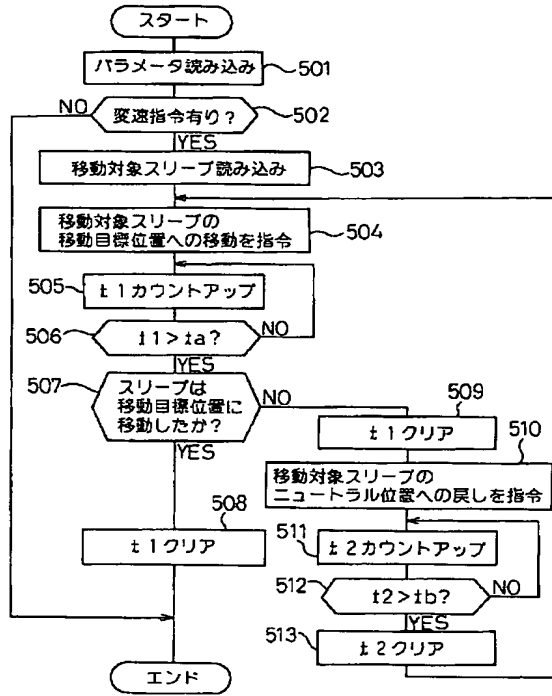 スタート
パラメータ読み込み
501
NO
変速指令有り?
502
YES
移動対象スリーブ読み込み
503
移動対象スリーブの
移動目標位置への移動を指令
504
505
t1カウントアップ
506
t1>ta?
NO
YES
507
スリーブは
移動目標位置に
移動したか?
NO
YES
509
t1クリア
510
移動対象スリーブの
ニュートラル位置への戻しを指令
508
t1クリア
511
t2カウントアップ
512
t2>tb?
NO
YES
513
t2クリア
エンド